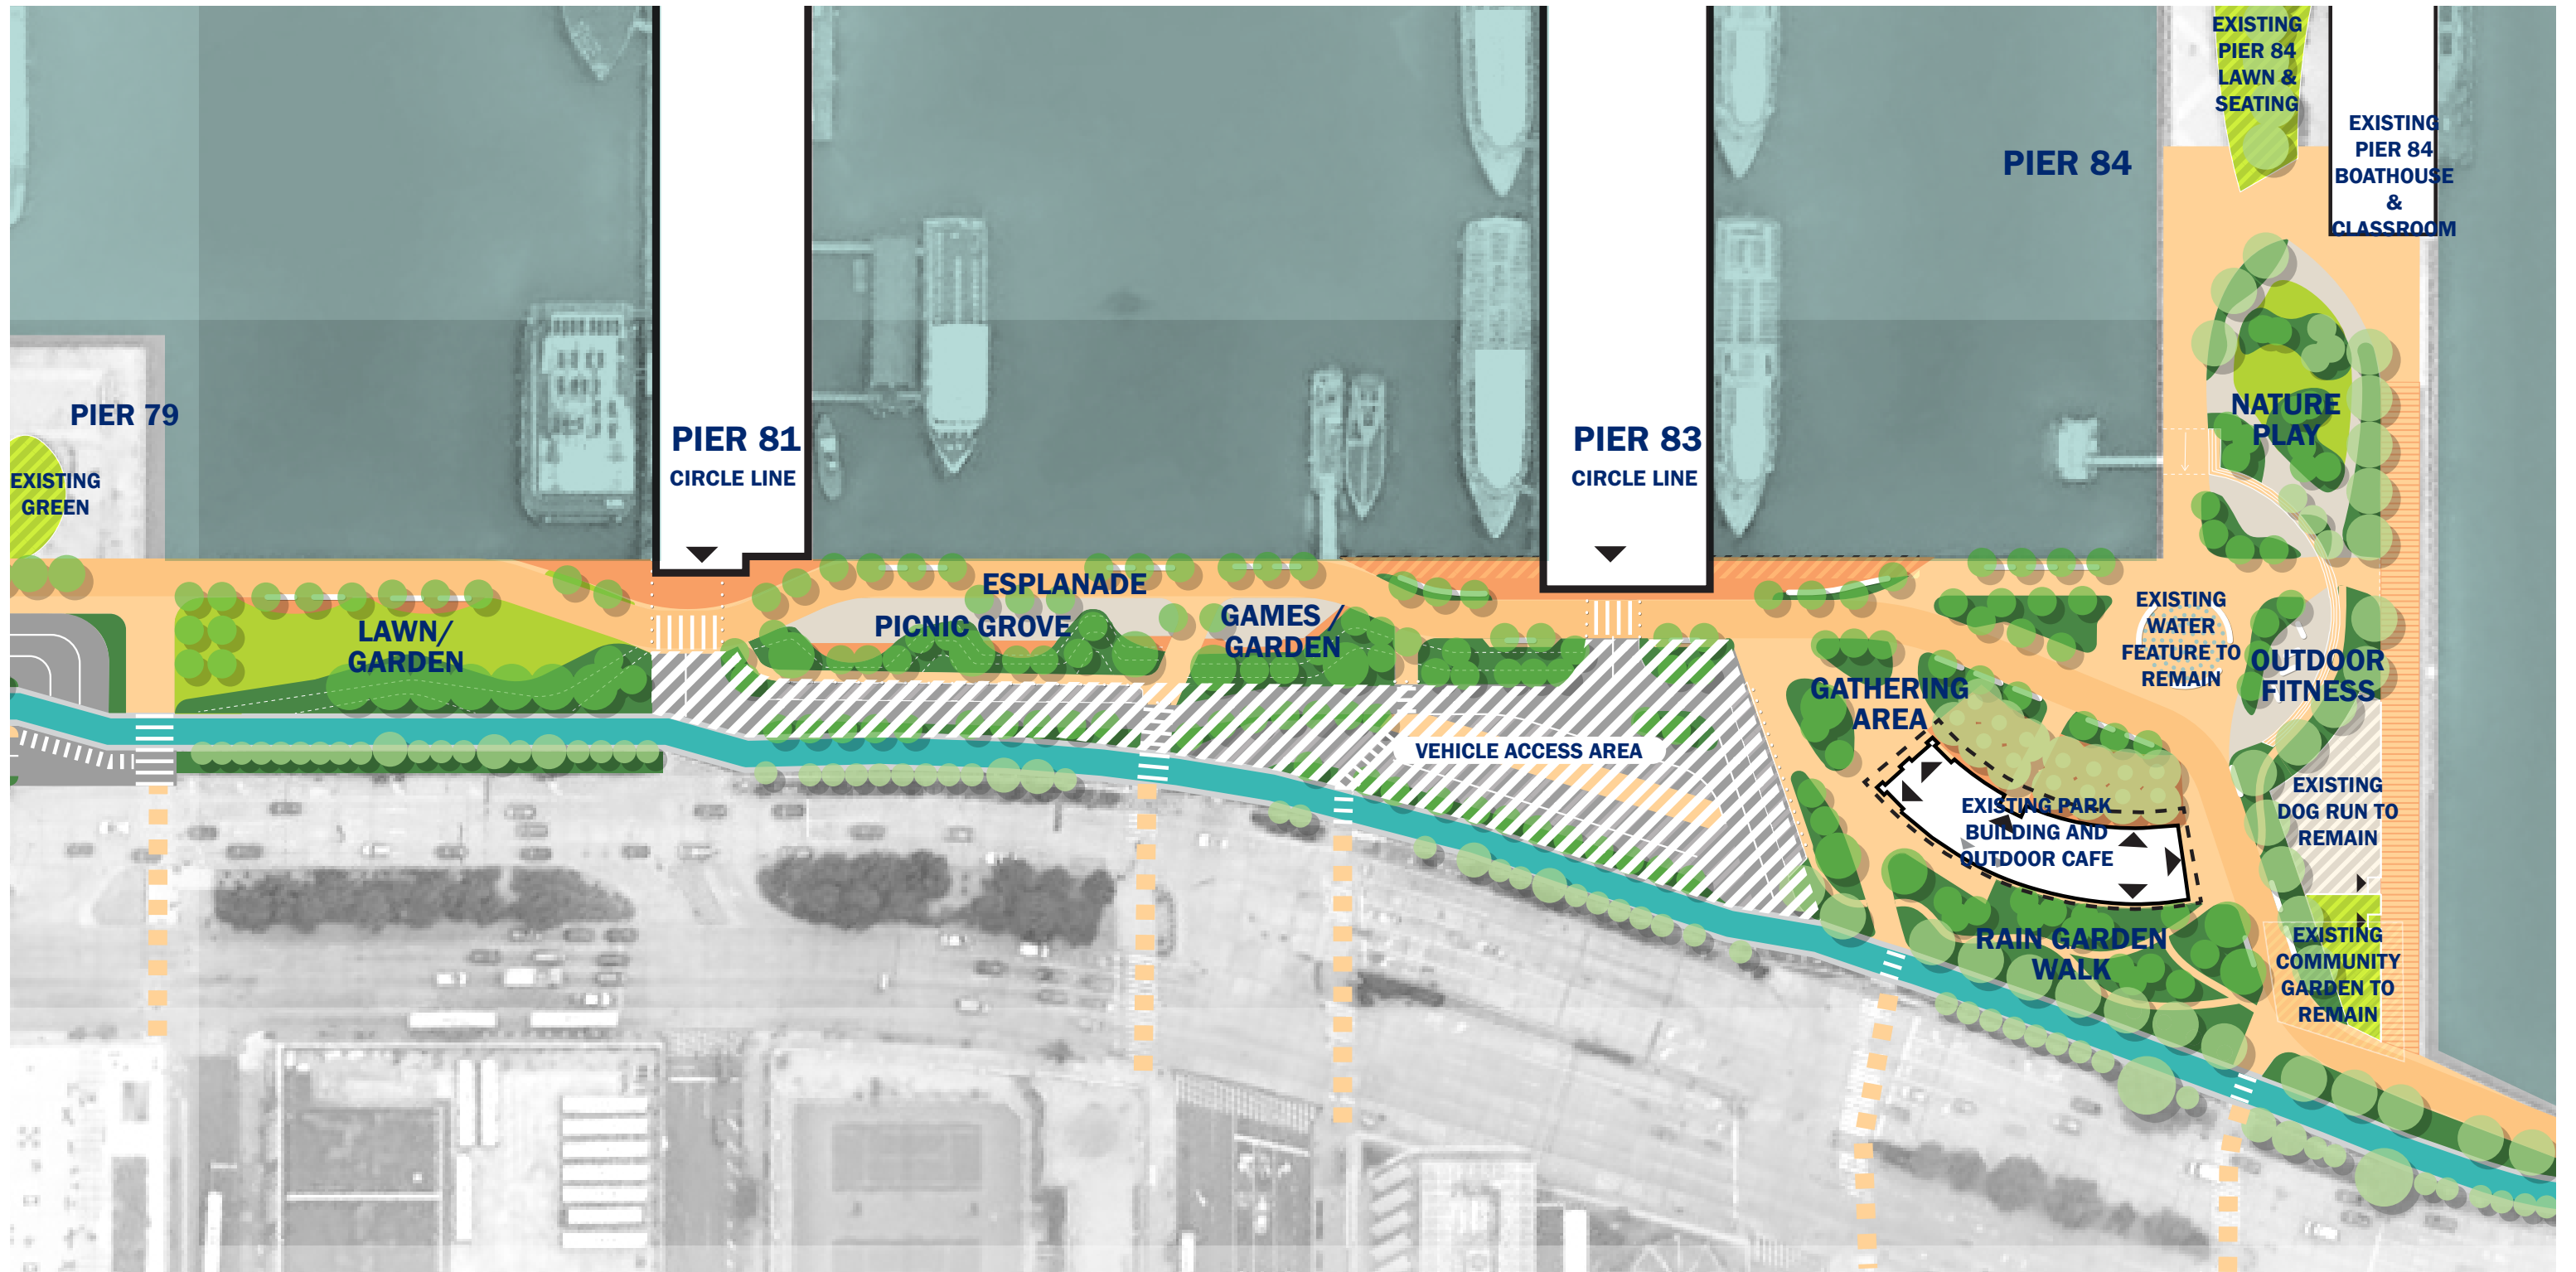 EXISTING
PIER 84
LAWN &
SEATING
EXISTING
PIER 84
BOATHOUSE
&
CLASSROOM
PIER 84
PIER 79
EXISTING
GREEN
PIER 81
CIRCLE LINE
PIER 83
CIRCLE LINE
NATURE
PLAY
ESPLANADE
PICNIC GROVE
GAMES /
GARDEN
LAWN/
GARDEN
EXISTING
WATER
FEATURE TO
REMAIN
OUTDOOR
FITNESS
GATHERING
AREA
VEHICLE ACCESS AREA
EXISTING PARK
BUILDING AND
OUTDOOR CAFE
EXISTING
DOG RUN TO
REMAIN
RAIN GARDEN
WALK
EXISTING
COMMUNITY
GARDEN TO
REMAIN